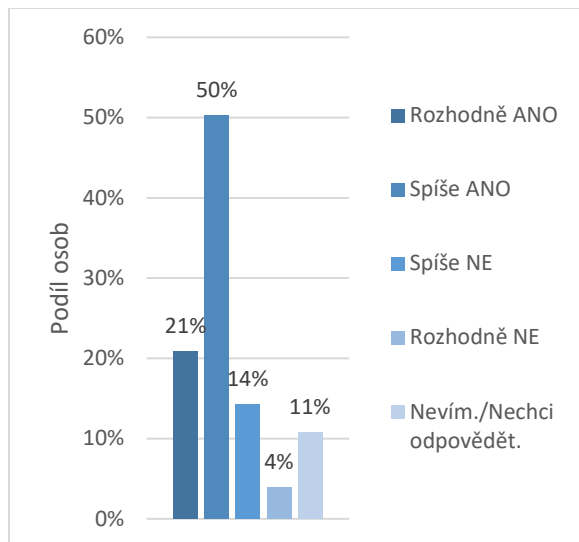 60%
50%
40%
30%
20%
10%
0%
Podíl osob
21%
50%
14%
4%
11%
Rozhodně ANO
Spíše ANO
Spíše NE
Rozhodně NE
Nevím./Nechci
odpovědět.